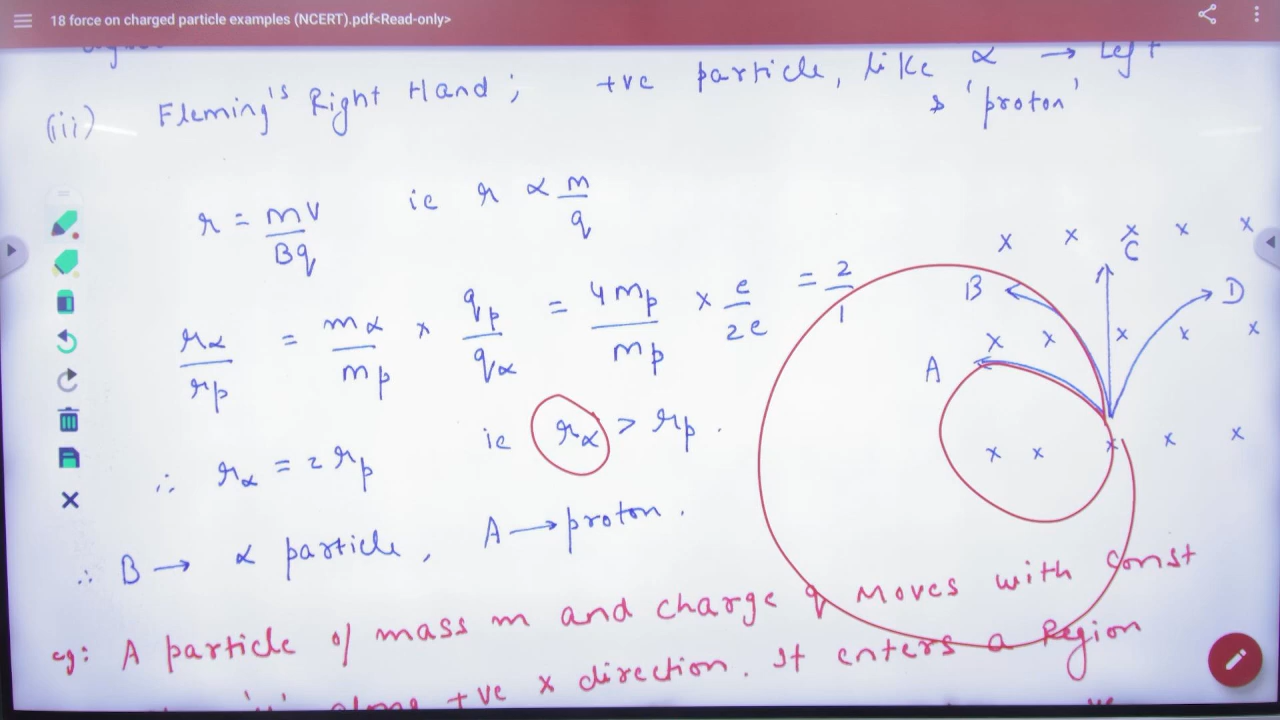 18 force on charged particle examples (NCERT).pdf<Read-only>
(iii) Fleming's Right Hand ; +ve particle, like α → Left
& 'proton'
r = mv/Bq ie r ∝ m/q
rα/rp = mα/mp × qp/qα = 4mp/mp × e/2e = 2/1
∴ rα = 2rp ie rα > rp .
∴ B → α particle, A → proton.
x x x x x
C
B
D
x x x x x
A
x x x x x
eg: A particle of mass m and charge q moves with const
along +ve x direction. It enters a Region